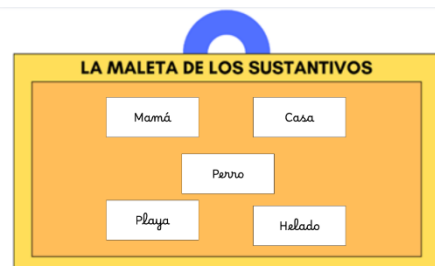 LA MALETA DE LOS SUSTANTIVOS
Mamá
Casa
Perro
Playa
Helado